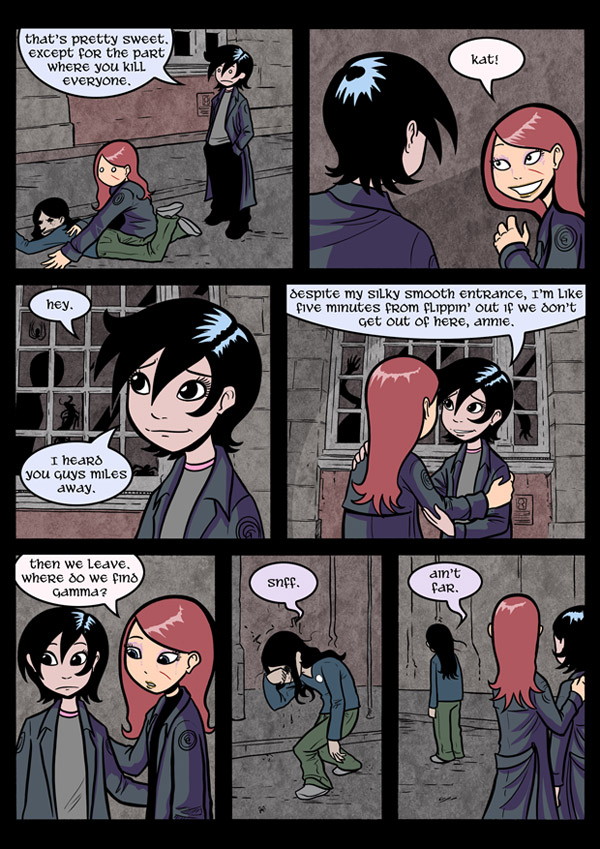 that's pretty sweet.
except for the part
where you kill
everyone.
kat!
hey.
I heard
you guys miles
away.
despite my silky smooth entrance, I'm like
five minutes from flippin' out if we don't
get out of here, annie.
then we leave.
where do we find
gamma?
snff.
ain't
far.